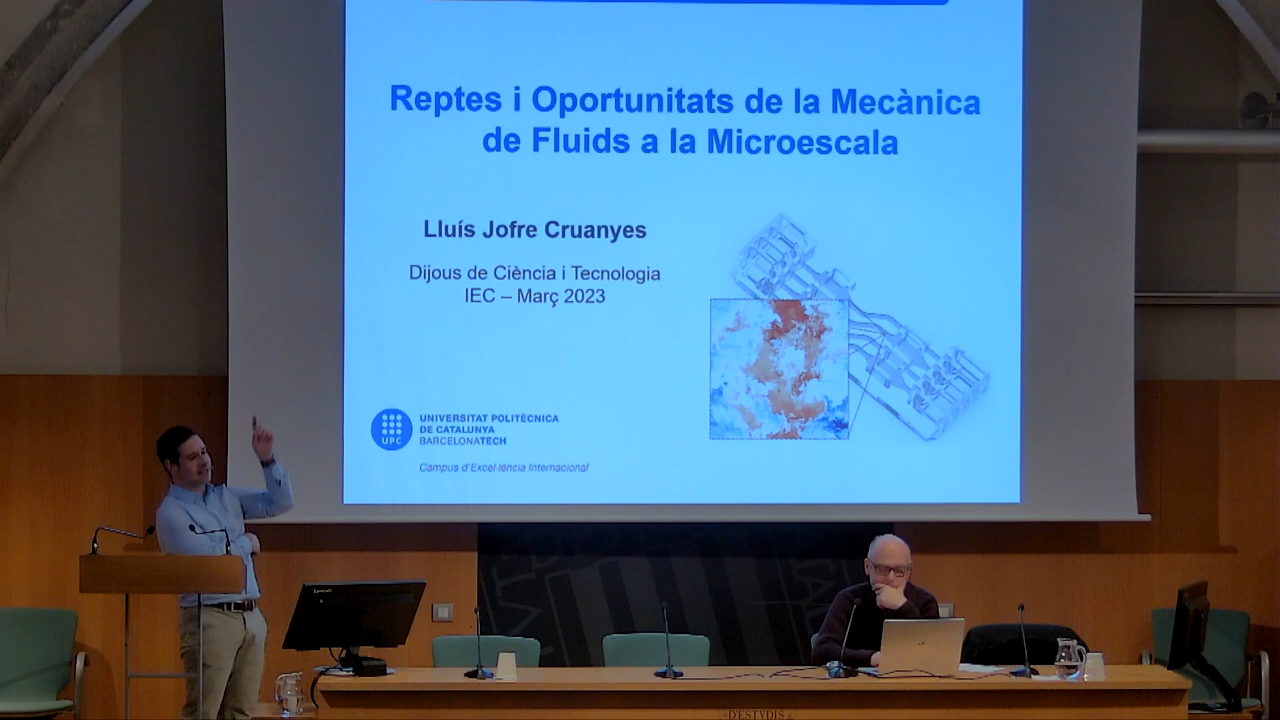 Reptes i Oportunitats de la Mecànica
de Fluids a la Microescala
Lluís Jofre Cruanyes
Dijous de Ciència i Tecnologia
IEC – Març 2023
UPC
UNIVERSITAT POLITÈCNICA
DE CATALUNYA
BARCELONATECH
Campus d'Excel·lència Internacional
D'ESTVDIS